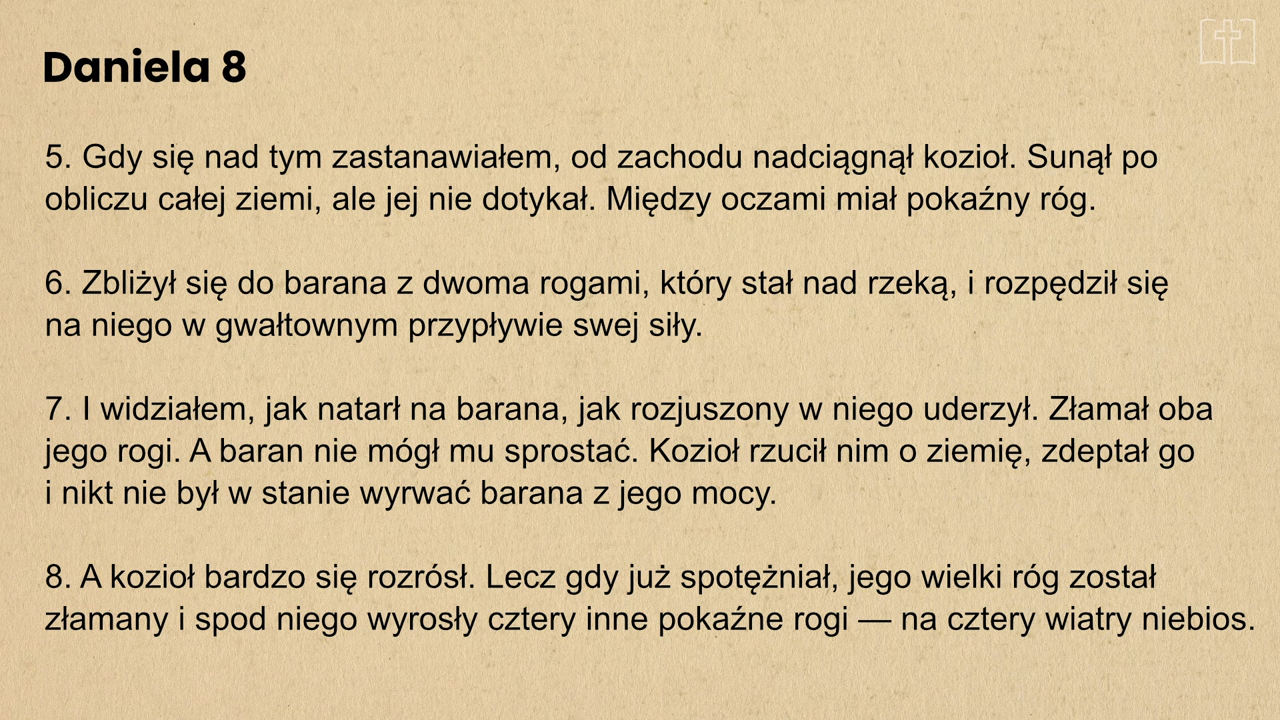 Daniela 8
5. Gdy się nad tym zastanawiałem, od zachodu nadciągnął kozioł. Sunął po
obliczu całej ziemi, ale jej nie dotykał. Między oczami miał pokaźny róg.
6. Zbliżył się do barana z dwoma rogami, który stał nad rzeką, i rozpędził się
na niego w gwałtownym przypływie swej siły.
7. I widziałem, jak natarł na barana, jak rozjuszony w niego uderzył. Złamał oba
jego rogi. A baran nie mógł mu sprostać. Kozioł rzucił nim o ziemię, zdeptał go
i nikt nie był w stanie wyrwać barana z jego mocy.
8. A kozioł bardzo się rozrósł. Lecz gdy już spotężniał, jego wielki róg został
złamany i spod niego wyrosły cztery inne pokaźne rogi — na cztery wiatry niebios.